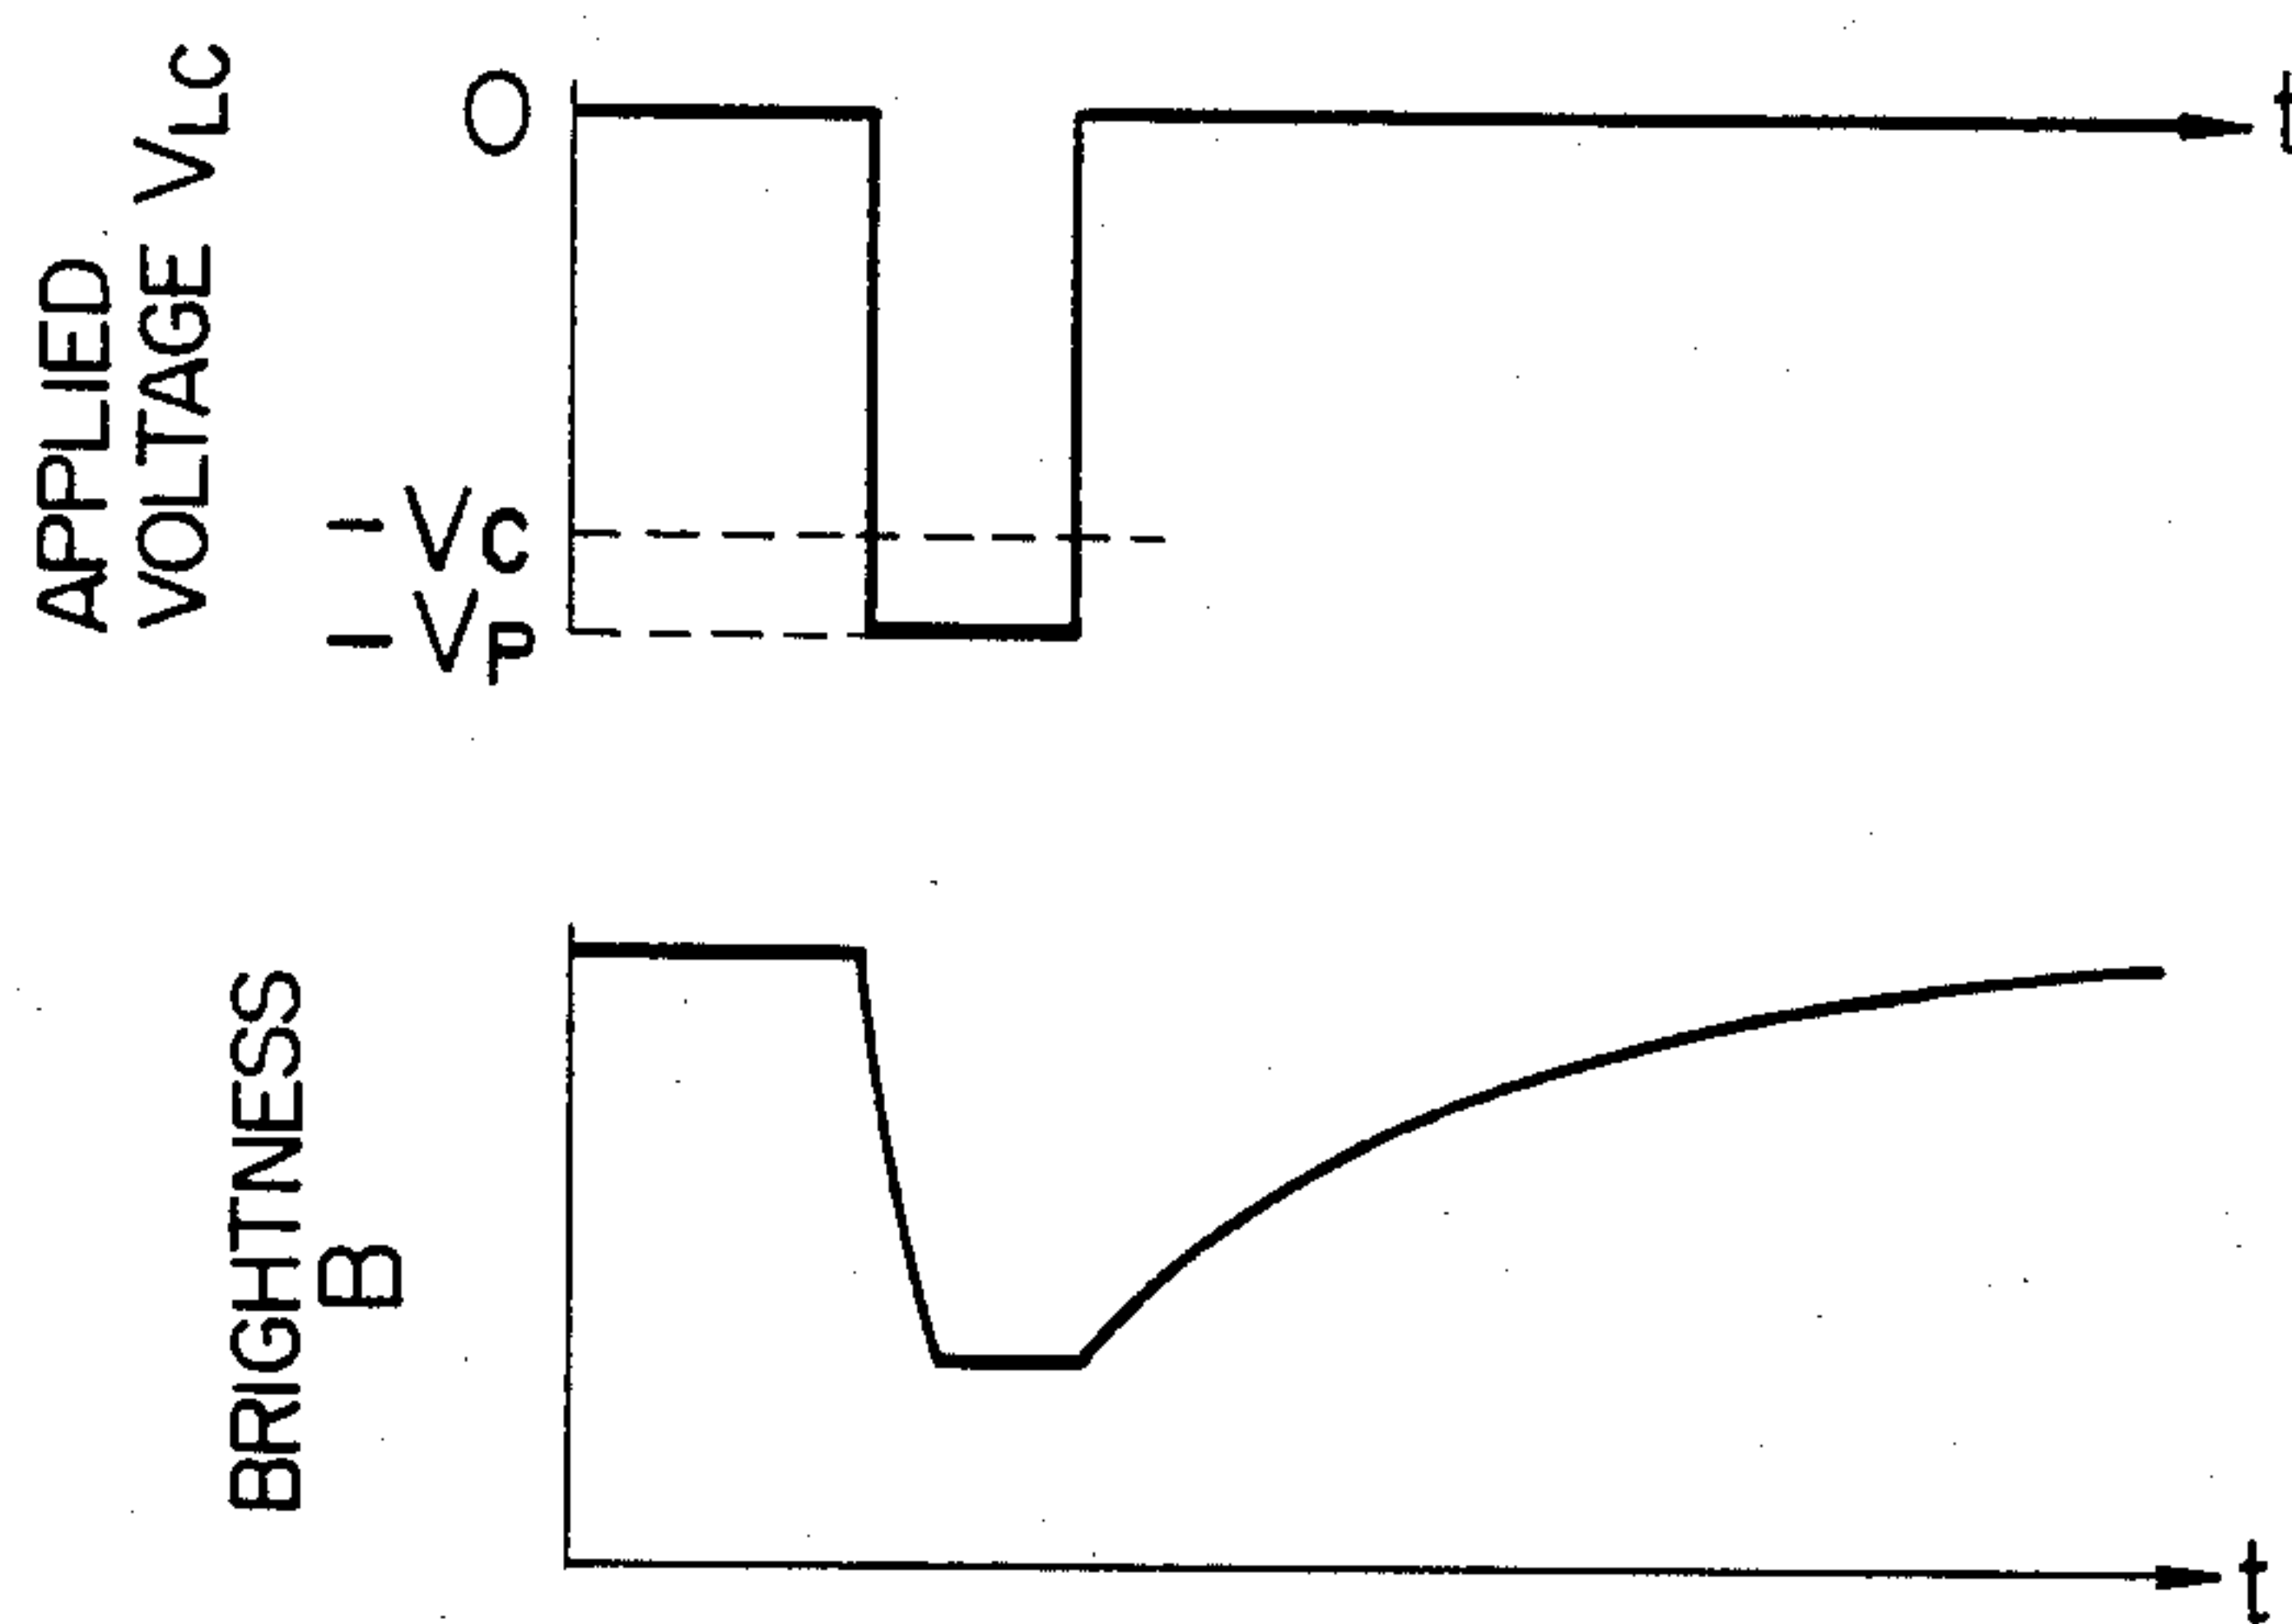 APPLIED
VOLTAGE VLC
O
-VC
-VP
t
BRIGHTNESS
B
t